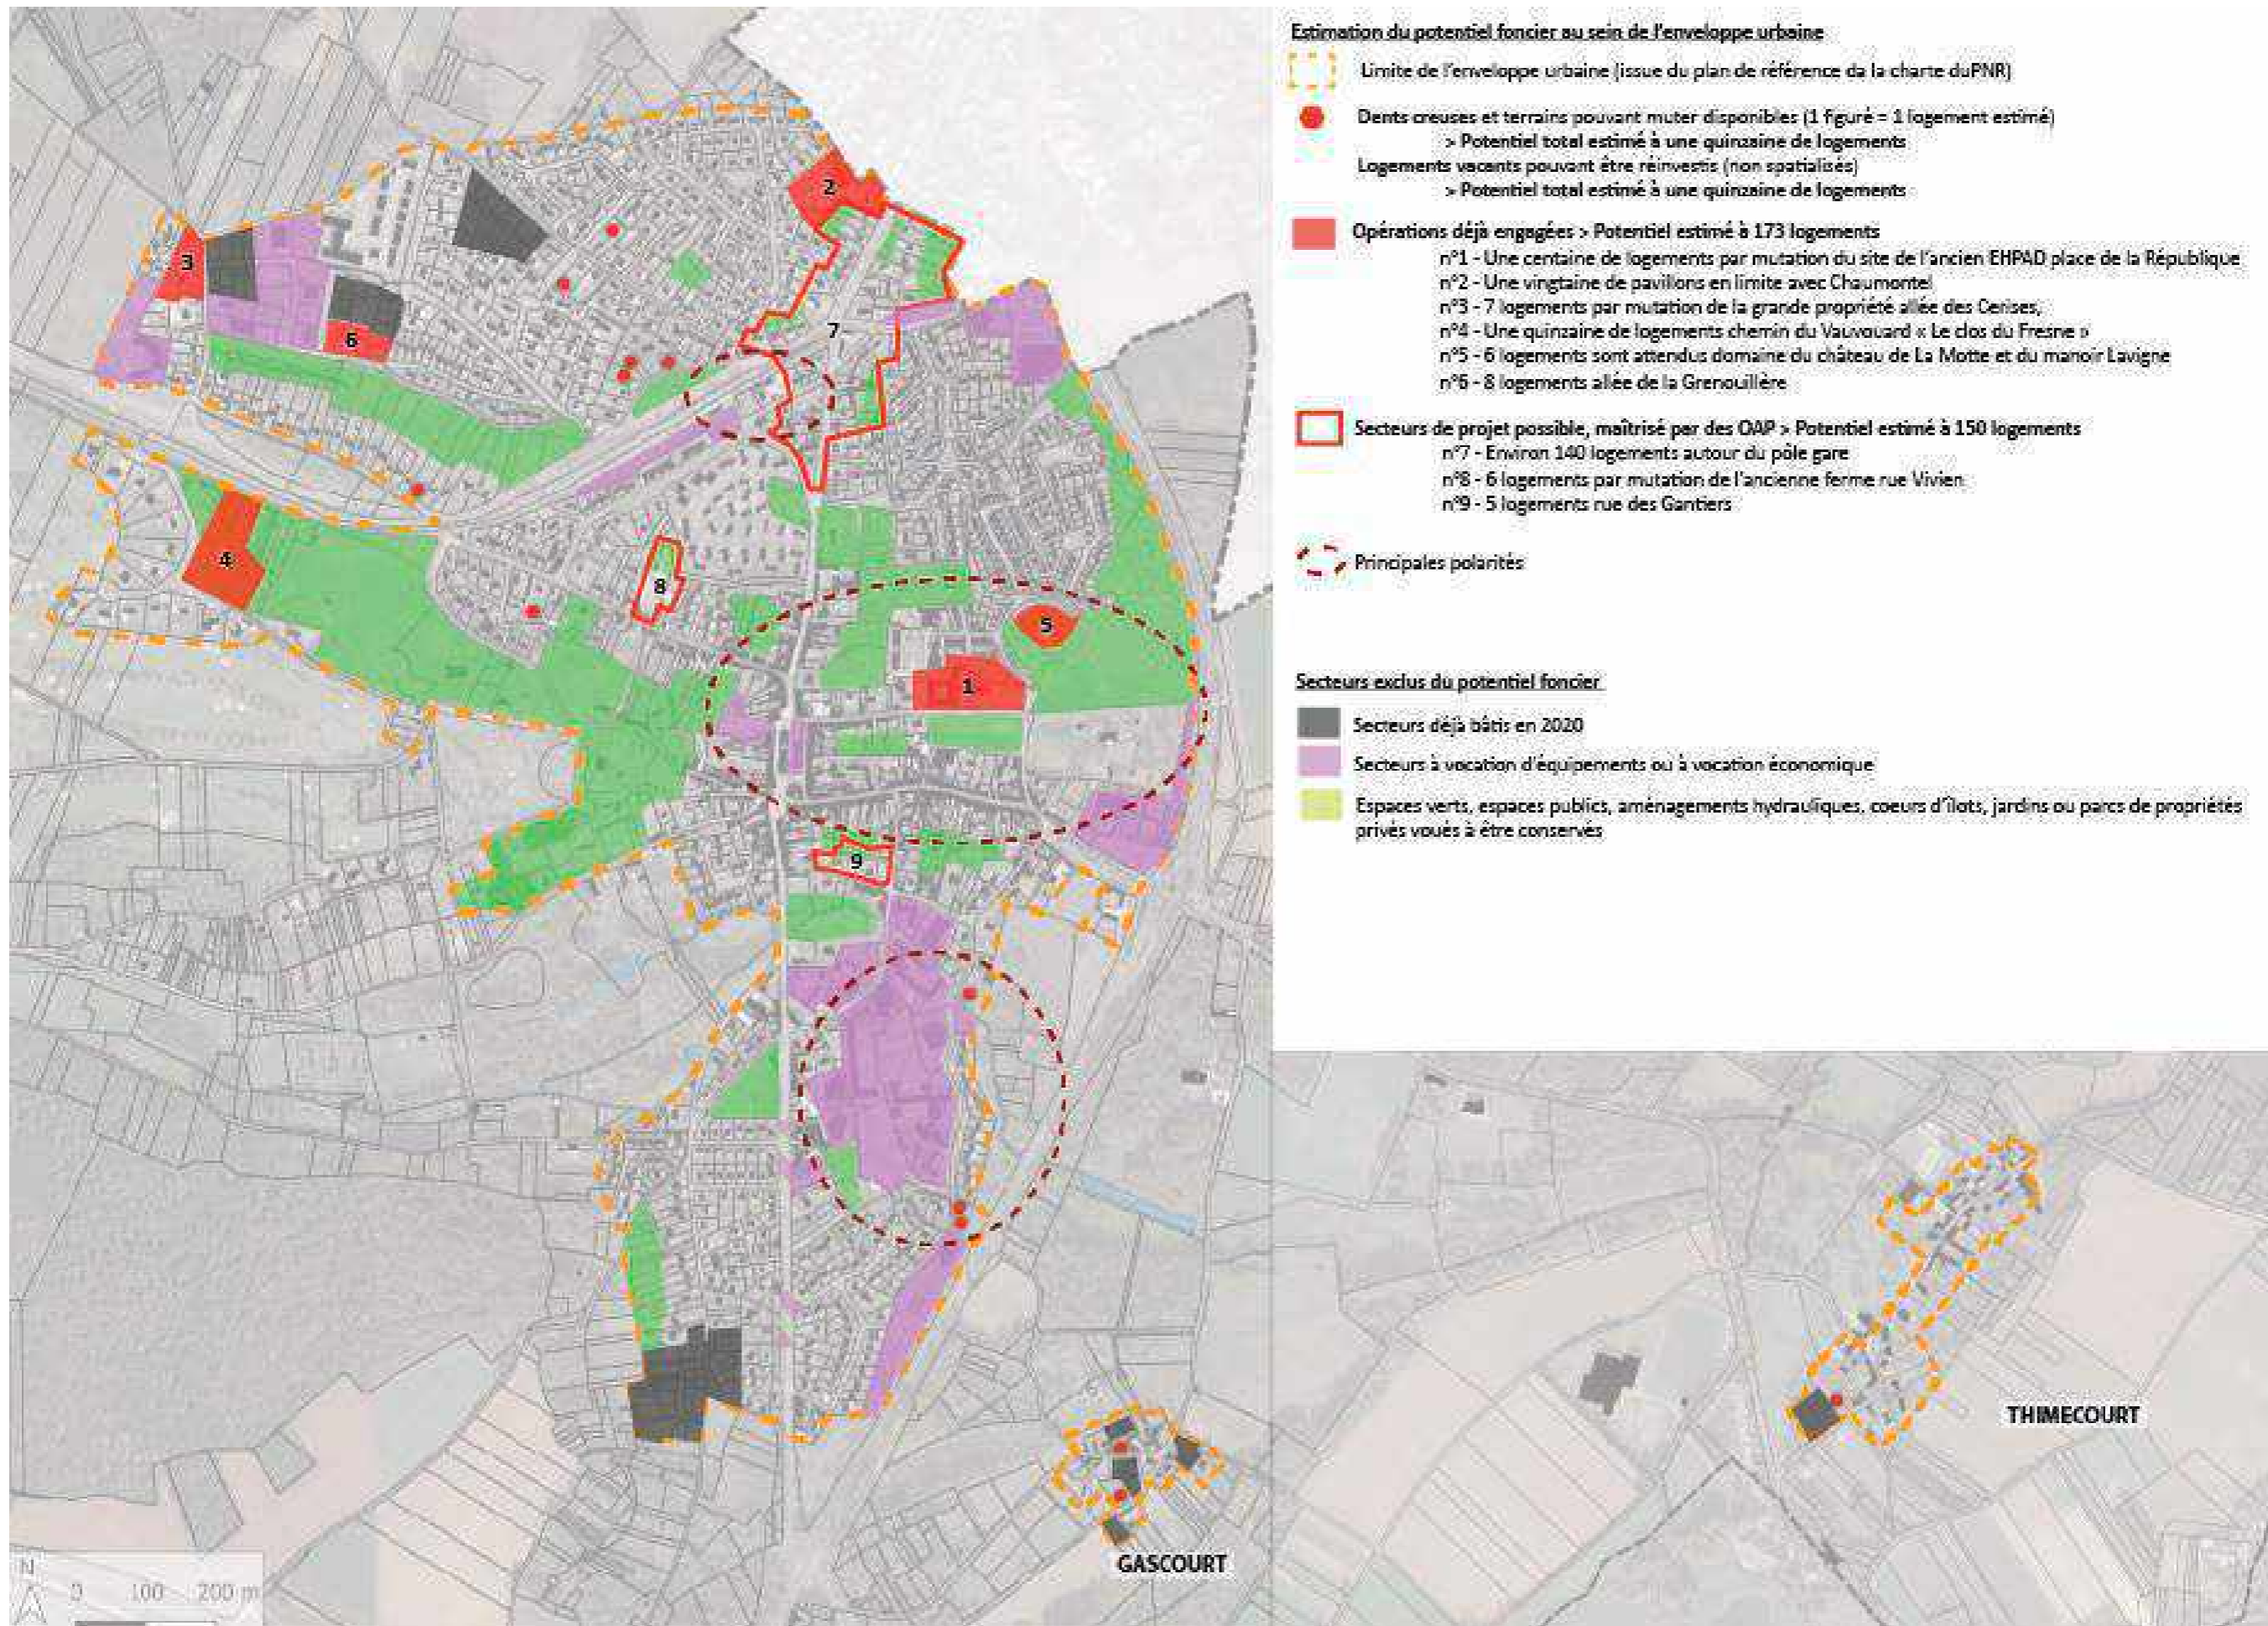 Estimation du potentiel foncier au sein de l'enveloppe urbaine
Limite de l'enveloppe urbaine (issue du plan de référence da la charte duPNR)
Dents creuses et terrains pouvant muter disponibles (1 figuré = 1 logement estimé)
> Potentiel total estimé à une quinzaine de logements
Logements vacants pouvant être réinvestis (non spatialisés)
> Potentiel total estimé à une quinzaine de logements
Opérations déjà engagées > Potentiel estimé à 173 logements
n°1 - Une centaine de logements par mutation du site de l'ancien EHPAD place de la République
n°2 - Une vingtaine de pavillons en limite avec Chaumontel
n°3 - 7 logements par mutation de la grande propriété allée des Cerises,
n°4 - Une quinzaine de logements chemin du Vauvouard « Le clos du Fresne »
n°5 - 6 logements sont attendus domaine du château de La Motte et du manoir Lavigne
n°6 - 8 logements allée de la Grenouillère
Secteurs de projet possible, maîtrisé par des OAP > Potentiel estimé à 150 logements
n°7 - Environ 140 logements autour du pôle gare
n°8 - 6 logements par mutation de l'ancienne ferme rue Vivien
n°9 - 5 logements rue des Gantiers
Principales polarités
Secteurs exclus du potentiel foncier
Secteurs déjà bâtis en 2020
Secteurs à vocation d'équipements ou à vocation économique
Espaces verts, espaces publics, aménagements hydrauliques, coeurs d'îlots, jardins ou parcs de propriétés
privés voués à être conservés
2
3
7
6
4
8
5
1
9
THIMECOURT
GASCOURT
N
0 100 200 m